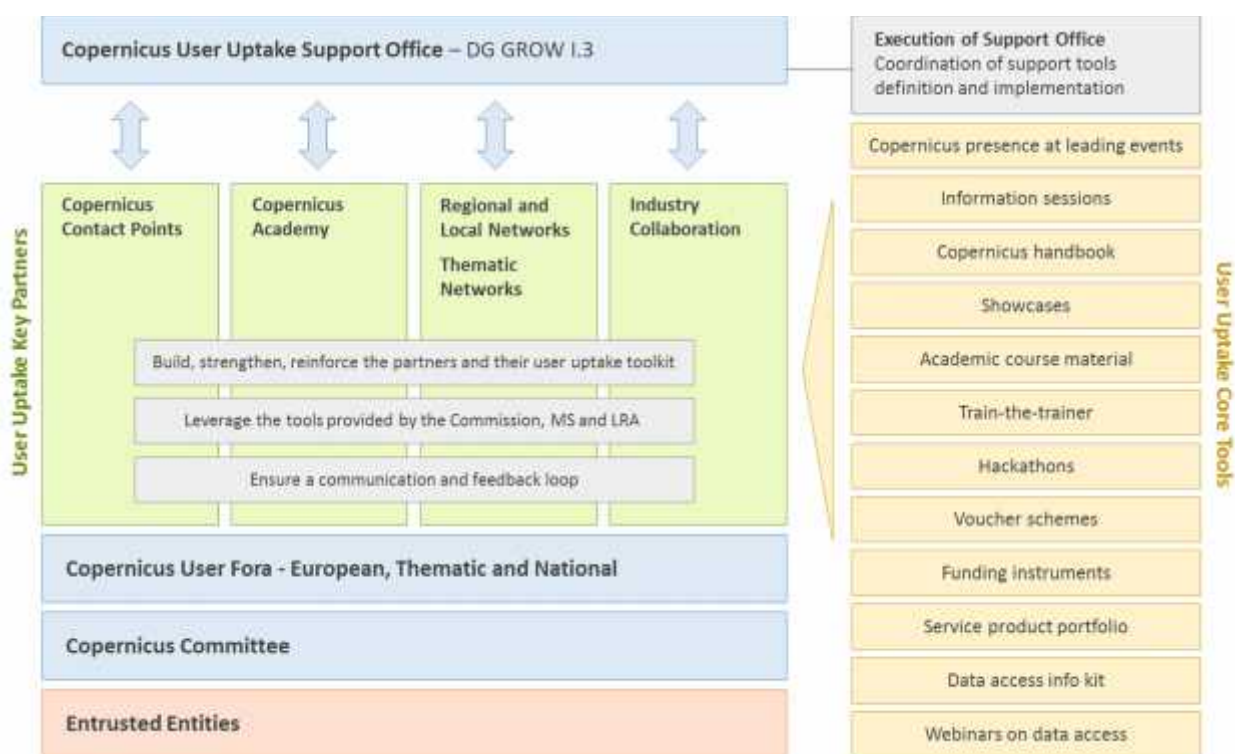 Copernicus User Uptake Support Office – DG GROW I.3
Execution of Support Office
Coordination of support tools
definition and implementation
User Uptake Key Partners
Copernicus
Contact Points
Copernicus
Academy
Regional and
Local Networks
Thematic
Networks
Industry
Collaboration
Build, strengthen, reinforce the partners and their user uptake toolkit
Leverage the tools provided by the Commission, MS and LRA
Ensure a communication and feedback loop
Copernicus User Fora - European, Thematic and National
Copernicus Committee
Entrusted Entities
Copernicus presence at leading events
Information sessions
Copernicus handbook
Showcases
Academic course material
Train-the-trainer
Hackathons
Voucher schemes
Funding instruments
Service product portfolio
Data access info kit
Webinars on data access
User Uptake Core Tools